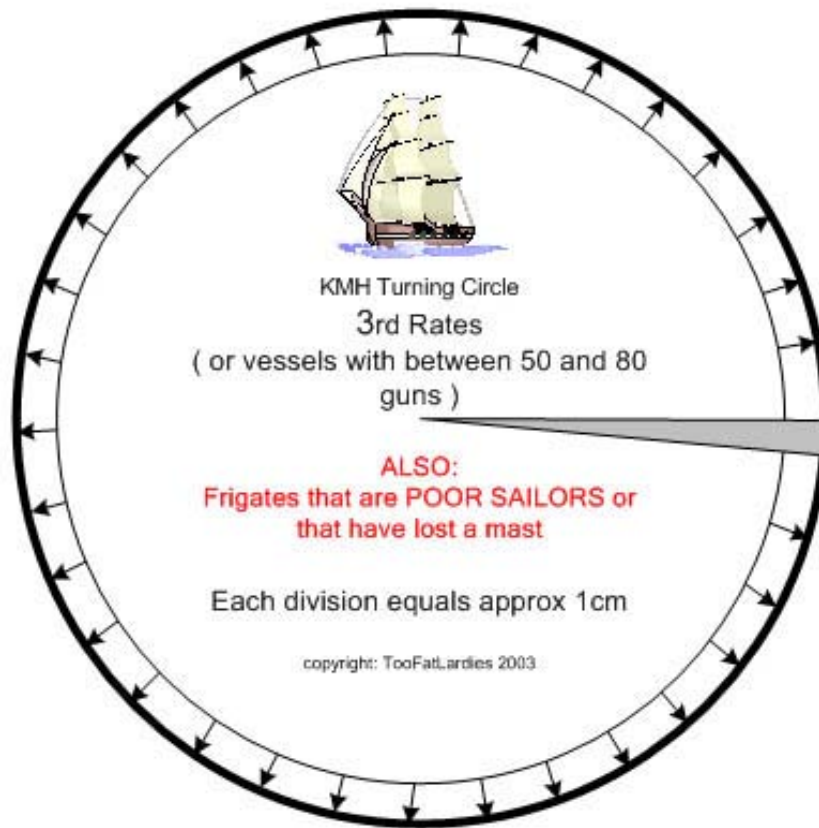 KMH Turning Circle
3rd Rates
( or vessels with between 50 and 80
guns )
ALSO:
Frigates that are POOR SAILORS or
that have lost a mast
Each division equals approx 1cm
copyright: TooFatLardies 2003